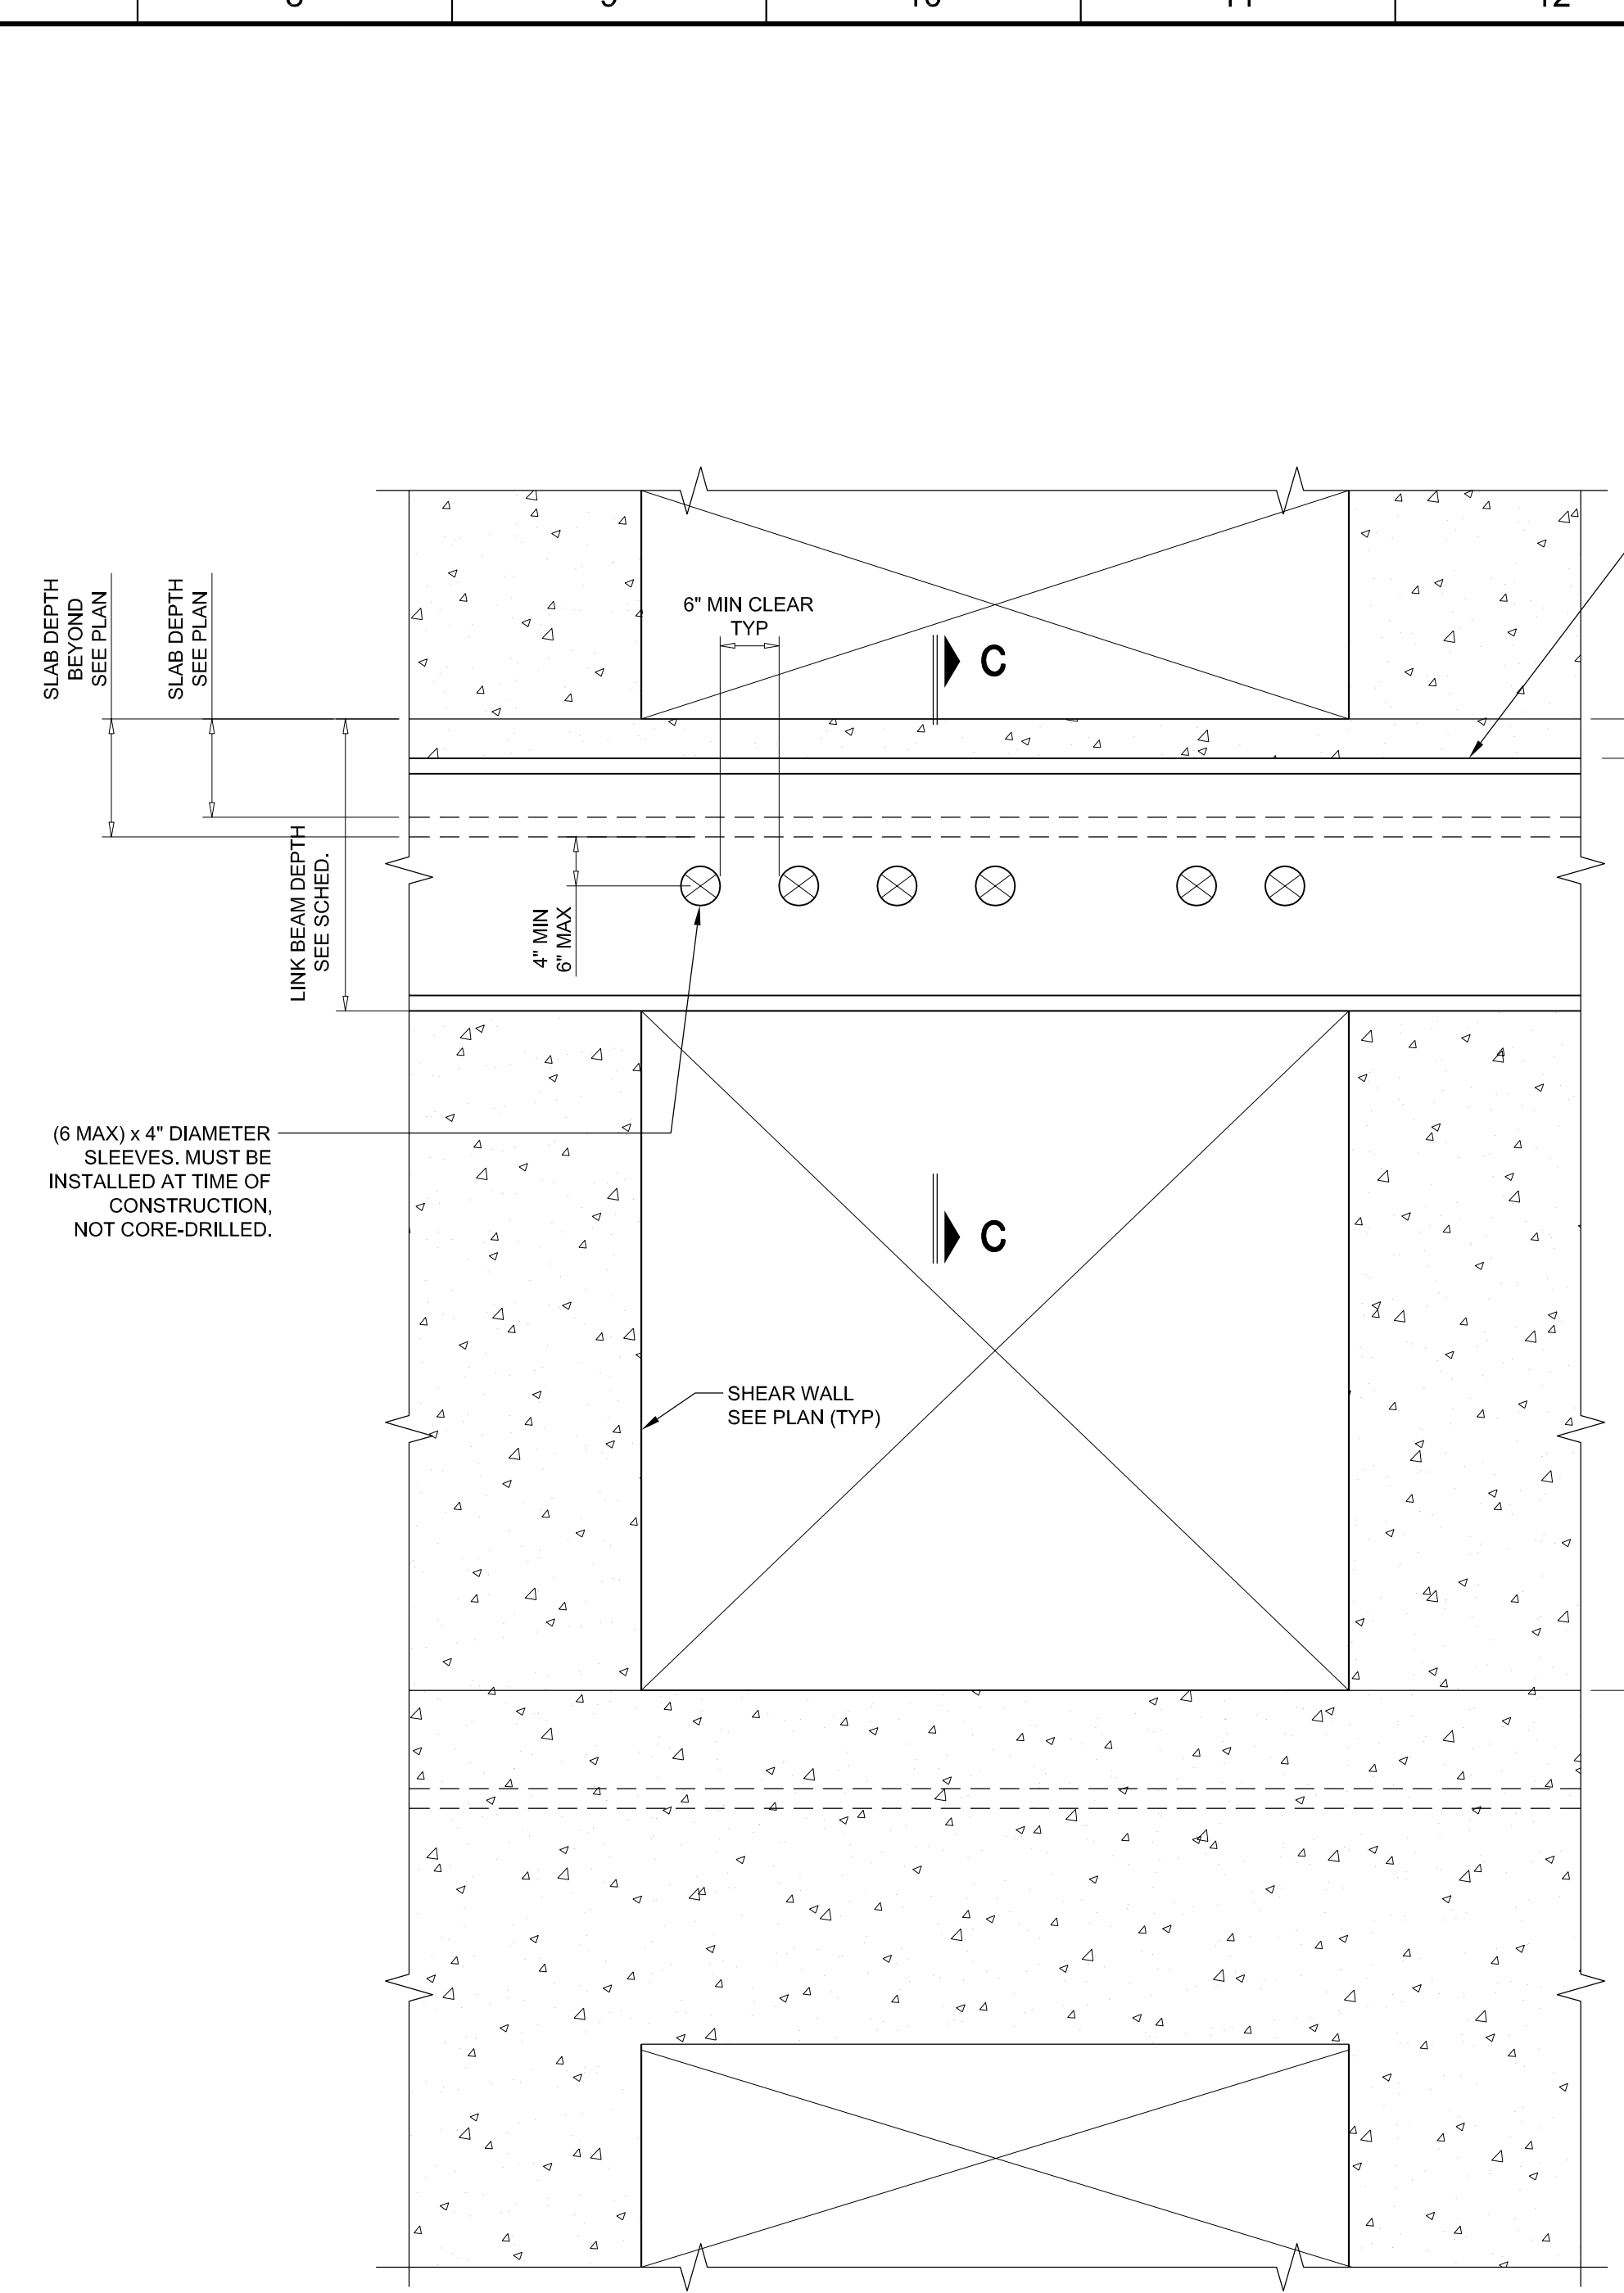 8 9 10 11 12
SLAB DEPTH
BEYOND
SEE PLAN
SLAB DEPTH
SEE PLAN
6" MIN CLEAR
TYP
C
LINK BEAM DEPTH
SEE SCHED.
4" MIN
6" MAX
(6 MAX) x 4" DIAMETER
SLEEVES. MUST BE
INSTALLED AT TIME OF
CONSTRUCTION,
NOT CORE-DRILLED.
C
SHEAR WALL
SEE PLAN (TYP)